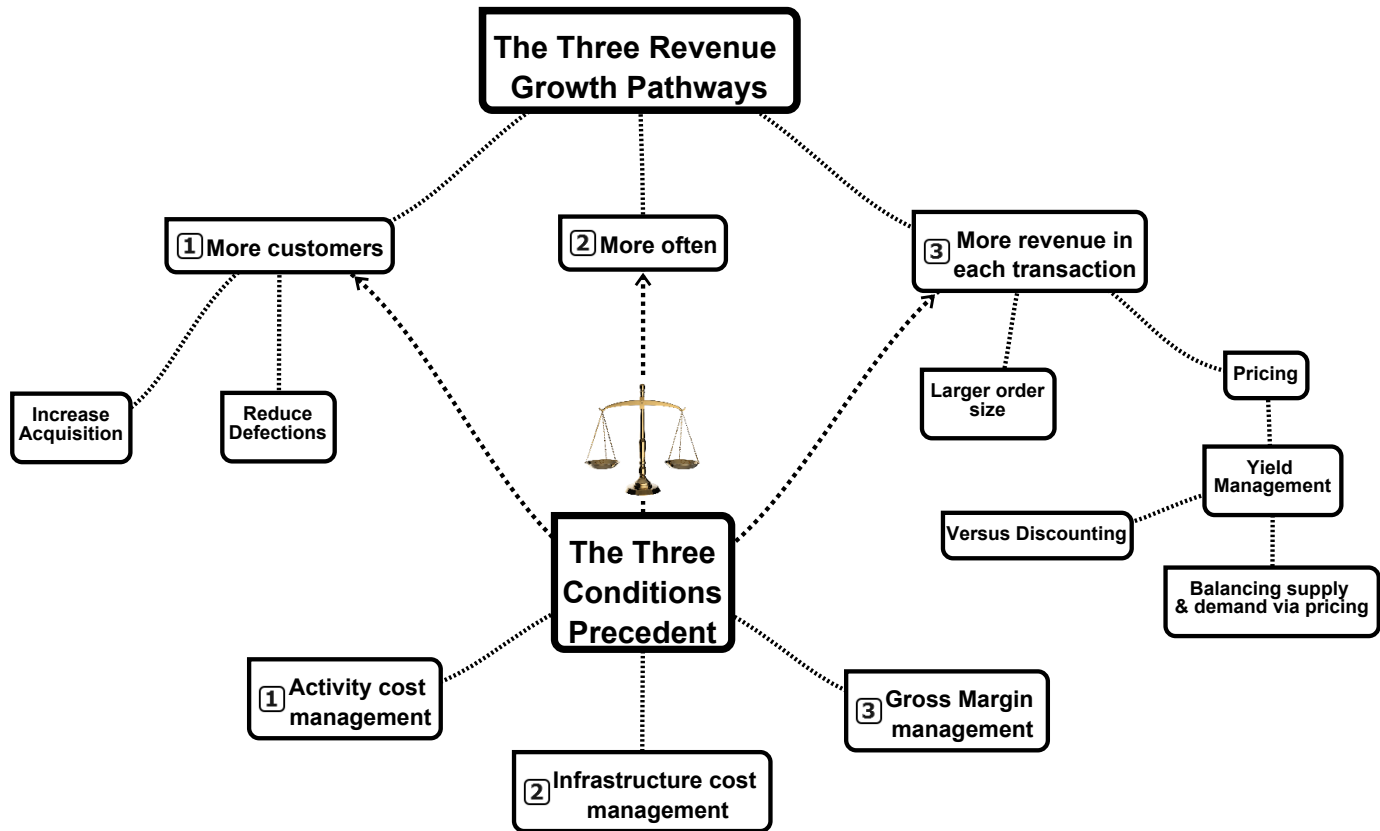 The Three Revenue
Growth Pathways
1 More customers
2 More often
3 More revenue in
each transaction
Increase
Acquisition
Reduce
Defections
Larger order
size
Pricing
Yield
Management
Versus Discounting
Balancing supply
& demand via pricing
The Three
Conditions
Precedent
1 Activity cost
management
2 Infrastructure cost
management
3 Gross Margin
management